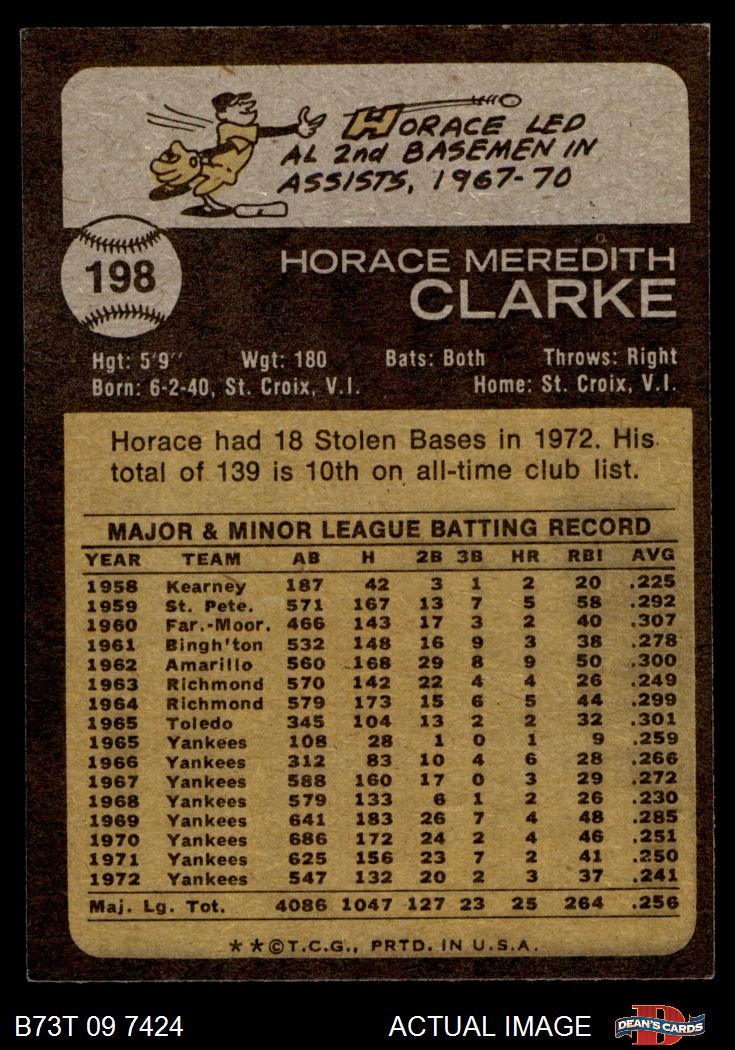 HORACE LED
AL 2nd BASEMEN IN
ASSISTS, 1967-70
198
HORACE MEREDITH
CLARKE
Hgt: 5'9" Wgt: 180 Bats: Both Throws: Right
Born: 6-2-40, St. Croix, V.I. Home: St. Croix, V.I.
Horace had 18 Stolen Bases in 1972. His
total of 139 is 10th on all-time club list.
MAJOR & MINOR LEAGUE BATTING RECORD
YEAR TEAM AB H 2B 3B HR RBI AVG
1958 Kearney 187 42 3 1 2 20 .225
1959 St. Pete. 571 167 13 7 5 58 .292
1960 Far.-Moor. 466 143 17 3 2 40 .307
1961 Bingh'ton 532 148 16 9 3 38 .278
1962 Amarillo 560 168 29 8 9 50 .300
1963 Richmond 570 142 22 4 4 26 .249
1964 Richmond 579 173 15 6 5 44 .299
1965 Toledo 345 104 13 2 2 32 .301
1965 Yankees 108 28 1 0 1 9 .259
1966 Yankees 312 83 10 4 6 28 .266
1967 Yankees 588 160 17 0 3 29 .272
1968 Yankees 579 133 6 1 2 26 .230
1969 Yankees 641 183 26 7 4 48 .285
1970 Yankees 686 172 24 2 4 46 .251
1971 Yankees 625 156 23 7 2 41 .250
1972 Yankees 547 132 20 2 3 37 .241
Maj. Lg. Tot. 4086 1047 127 23 25 264 .256
**©T.C.G., PRTD. IN U.S.A.
B73T 09 7424 ACTUAL IMAGE D DEAN'S CARDS